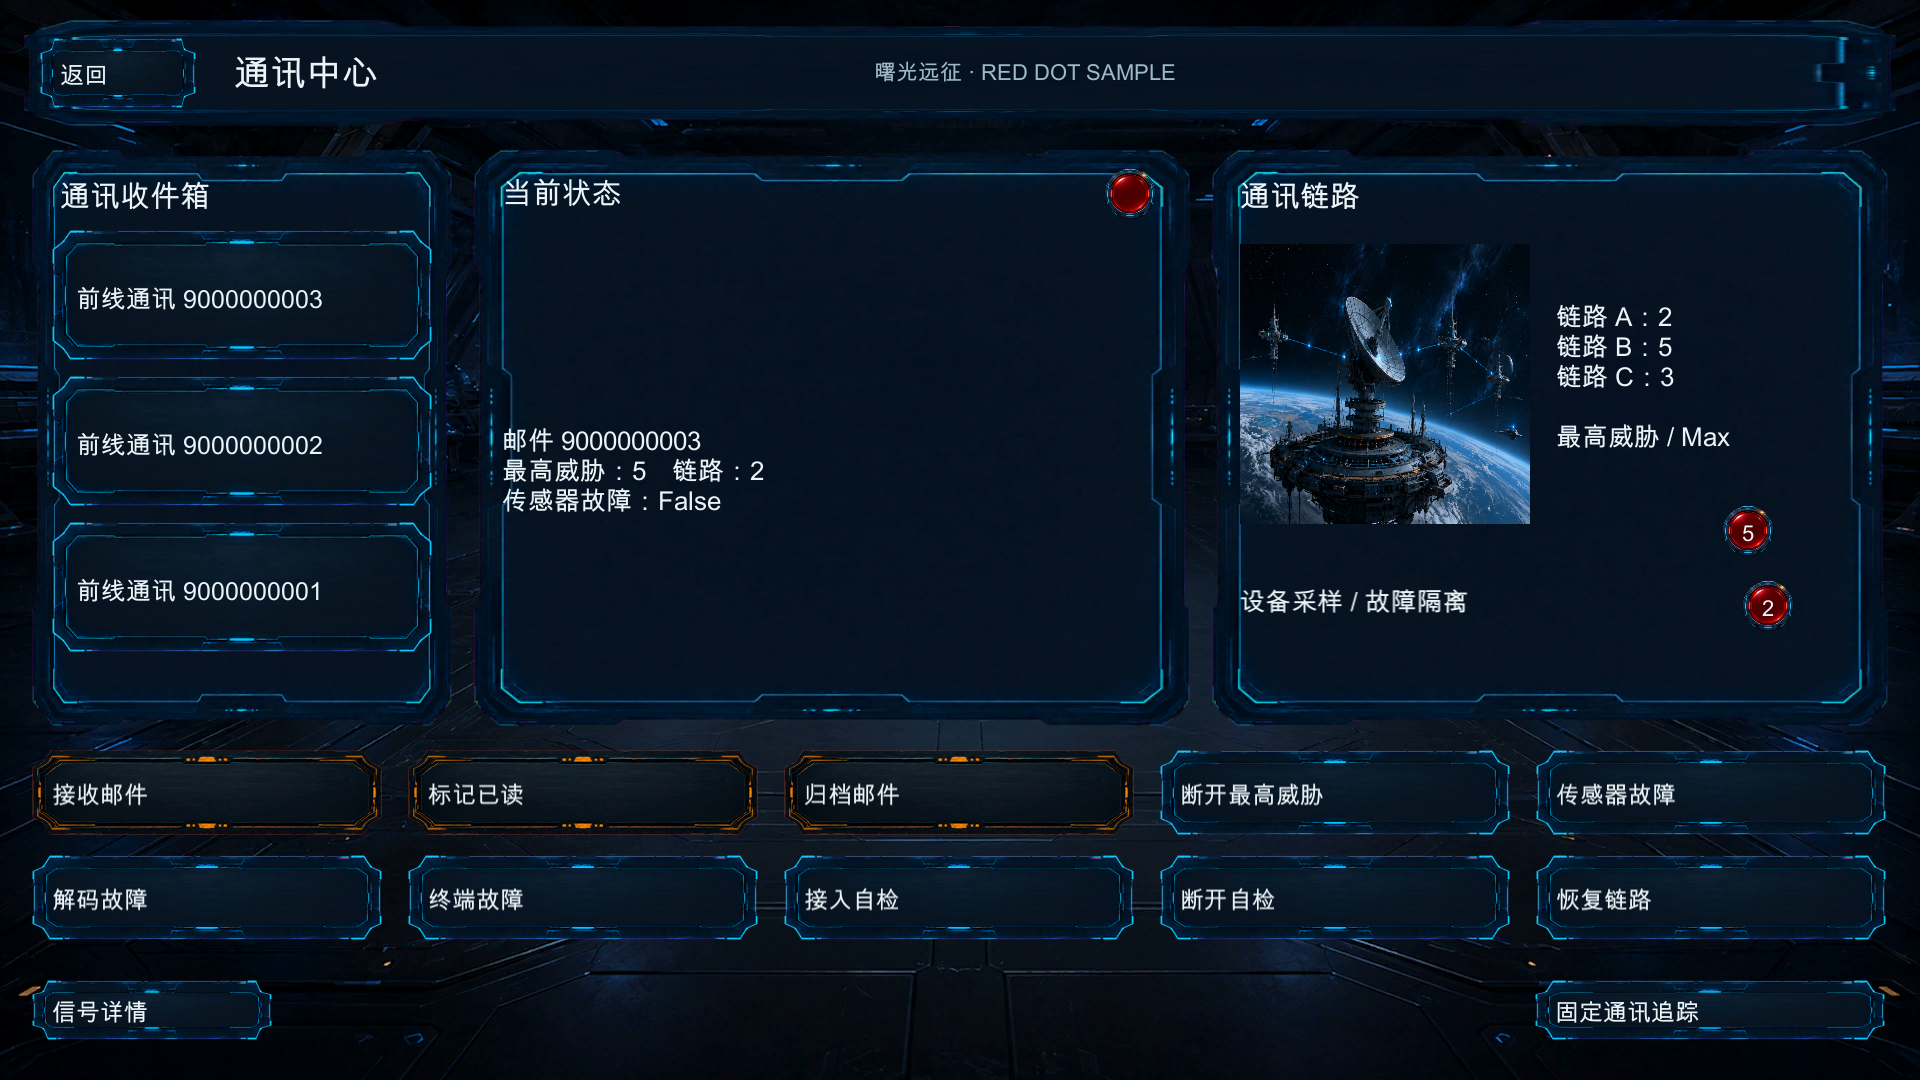 返回
通讯中心
曙光远征 · RED DOT SAMPLE
通讯收件箱
前线通讯 9000000003
前线通讯 9000000002
前线通讯 9000000001
当前状态
邮件 9000000003
最高威胁：5　链路：2
传感器故障：False
通讯链路
链路 A：2
链路 B：5
链路 C：3
最高威胁 / Max
5
设备采样 / 故障隔离
2
接收邮件
标记已读
归档邮件
断开最高威胁
传感器故障
解码故障
终端故障
接入自检
断开自检
恢复链路
信号详情
固定通讯追踪